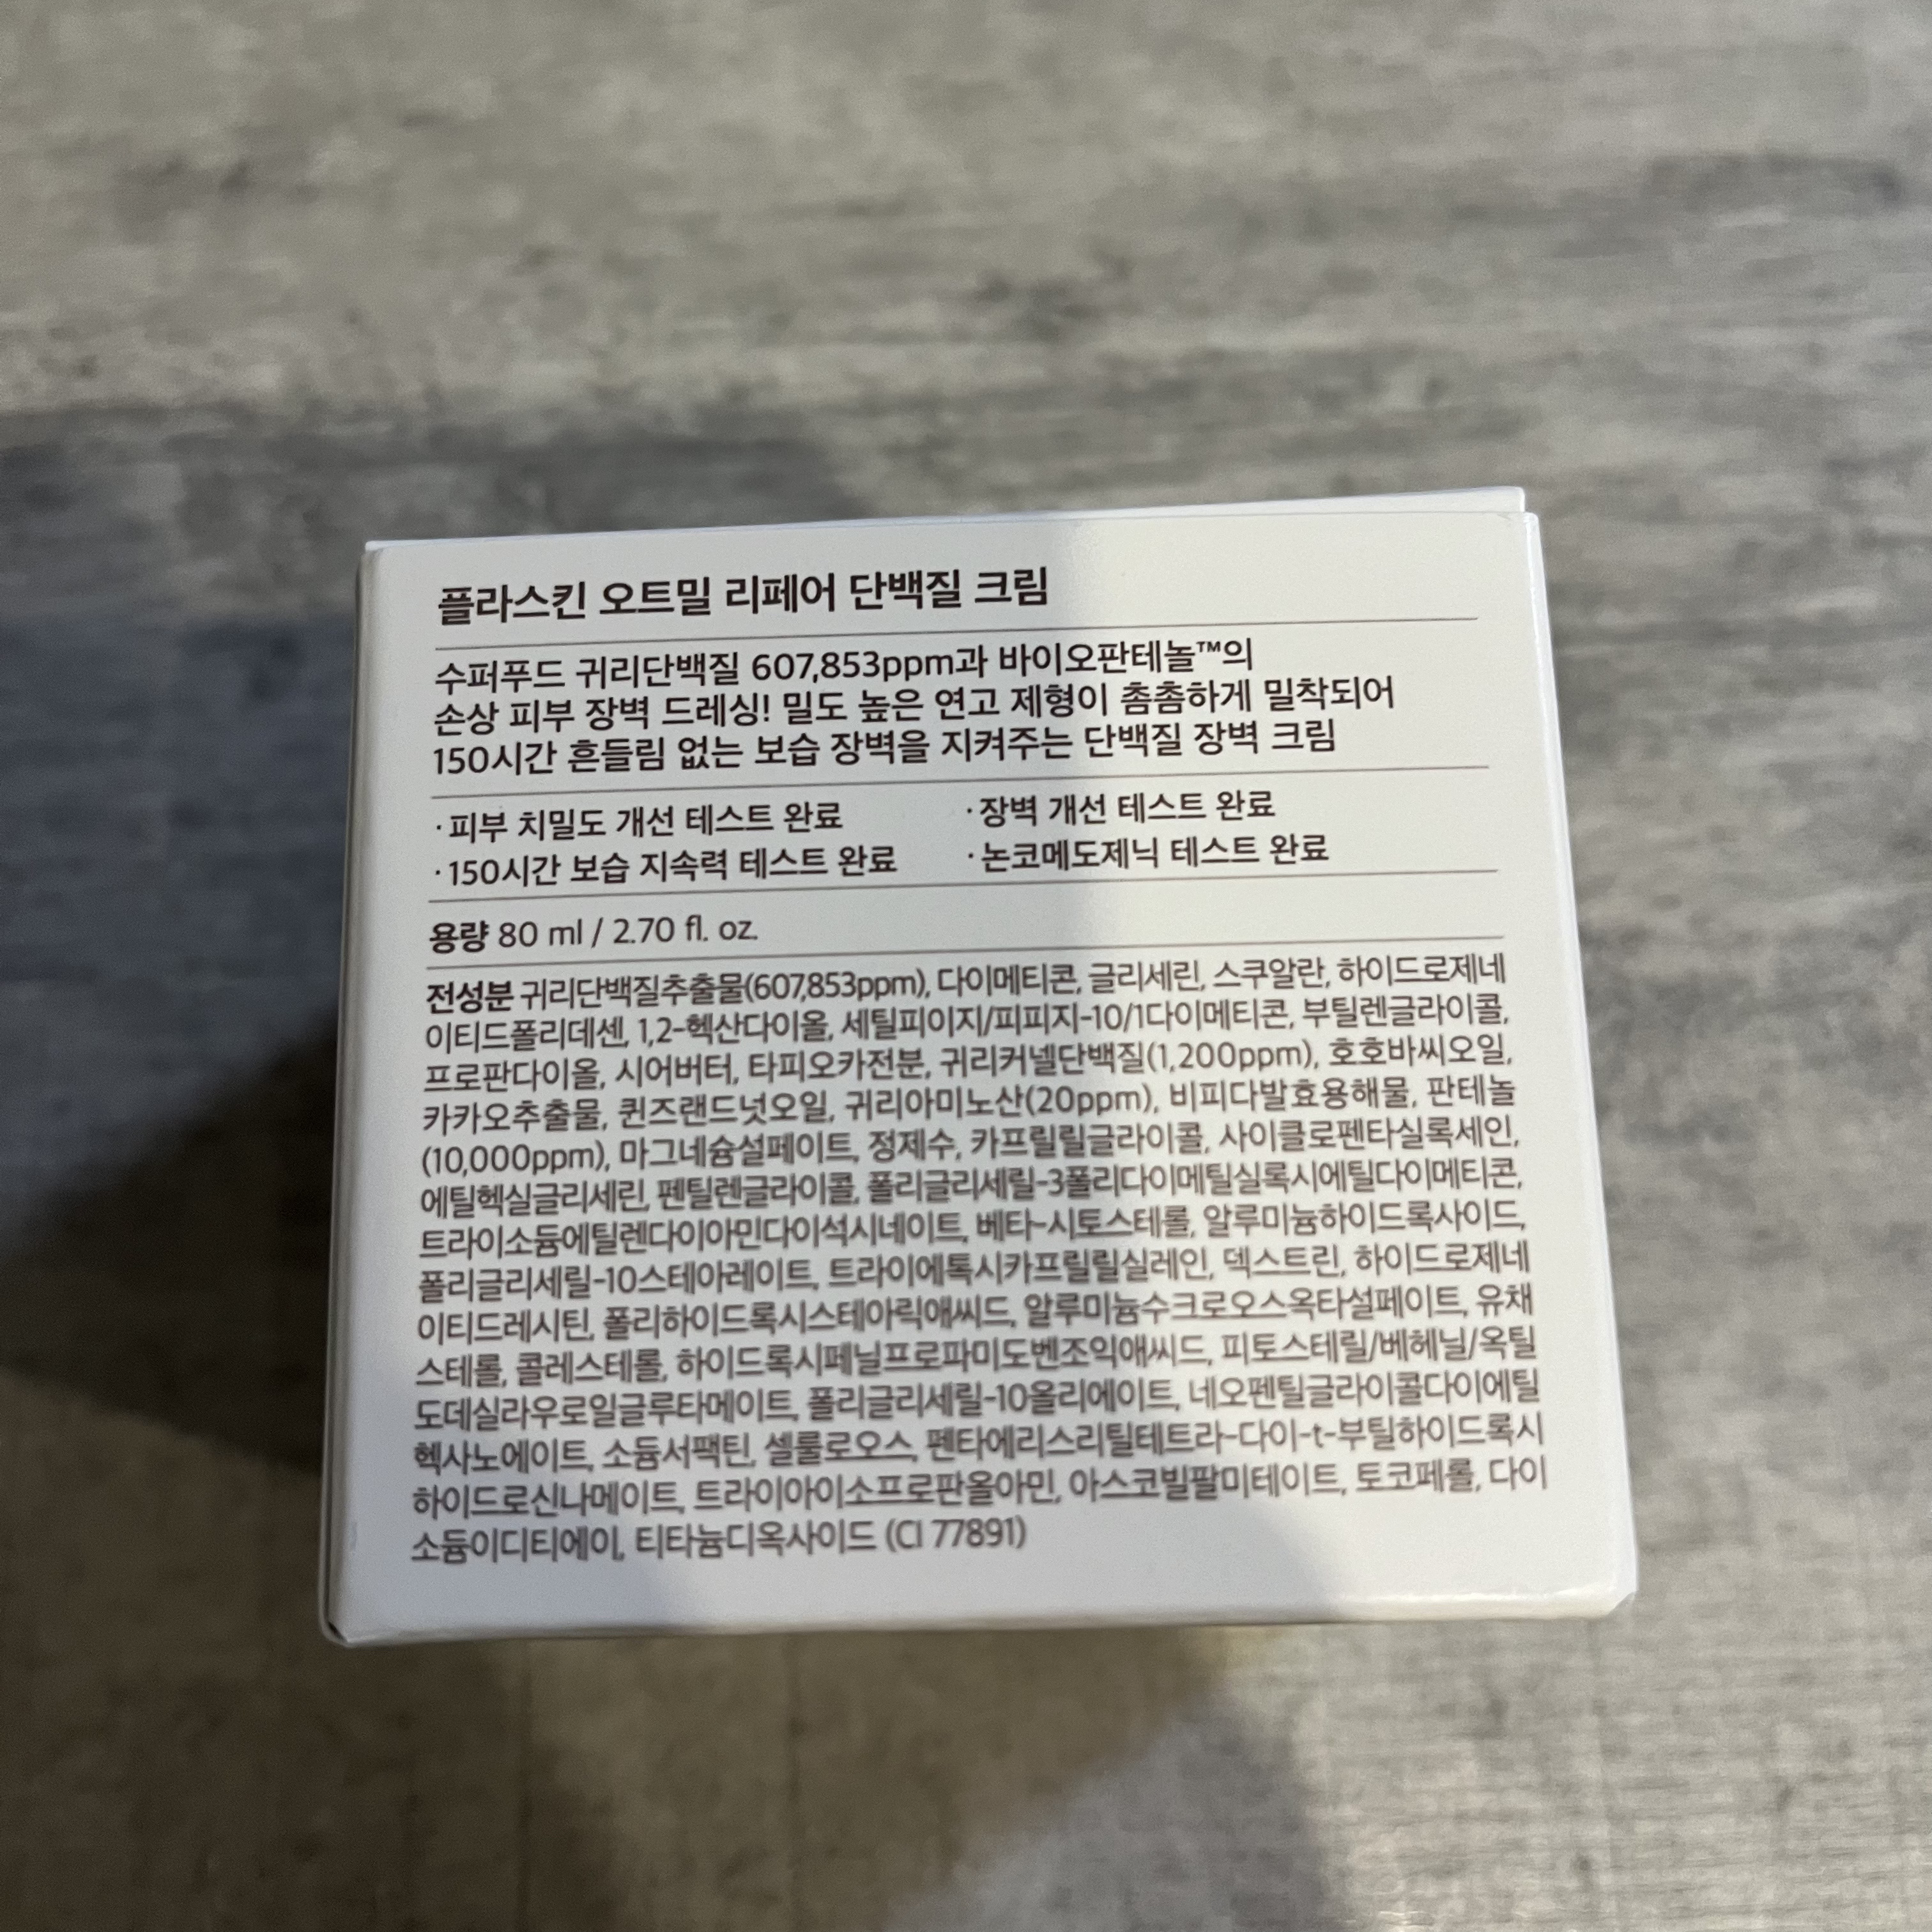 플라스킨 오트밀 리페어 단백질 크림
수퍼푸드 귀리단백질 607,853ppm과 바이오판테놀™의
손상 피부 장벽 드레싱! 밀도 높은 연고 제형이 촘촘하게 밀착되어
150시간 흔들림 없는 보습 장벽을 지켜주는 단백질 장벽 크림
·피부 치밀도 개선 테스트 완료 ·장벽 개선 테스트 완료
·150시간 보습 지속력 테스트 완료 ·논코메도제닉 테스트 완료
용량 80 ml / 2.70 fl. oz.
전성분 귀리단백질추출물(607,853ppm), 다이메티콘, 글리세린, 스쿠알란, 하이드로제네
이티드폴리데센, 1,2-헥산다이올, 세틸피이지/피피지-10/1다이메티콘, 부틸렌글라이콜,
프로판다이올, 시어버터, 타피오카전분, 귀리커넬단백질(1,200ppm), 호호바씨오일,
카카오추출물, 퀸즈랜드넛오일, 귀리아미노산(20ppm), 비피다발효용해물, 판테놀
(10,000ppm), 마그네슘설페이트, 정제수, 카프릴릴글라이콜, 사이클로펜타실록세인,
에틸헥실글리세린, 펜틸렌글라이콜, 폴리글리세릴-3폴리다이메틸실록시에틸다이메티콘,
트라이소듐에틸렌다이아민다이석시네이트, 베타-시토스테롤, 알루미늄하이드록사이드,
폴리글리세릴-10스테아레이트, 트라이에톡시카프릴릴실레인, 덱스트린, 하이드로제네
이티드레시틴, 폴리하이드록시스테아릭애씨드, 알루미늄수크로오스옥타설페이트, 유채
스테롤, 콜레스테롤, 하이드록시페닐프로파미도벤조익애씨드, 피토스테릴/베헤닐/옥틸
도데실라우로일글루타메이트, 폴리글리세릴-10올리에이트, 네오펜틸글라이콜다이에틸
헥사노에이트, 소듐서팩틴, 셀룰로오스, 펜타에리스리틸테트라-다이-t-부틸하이드록시
하이드로신나메이트, 트라이아이소프로판올아민, 아스코빌팔미테이트, 토코페롤, 다이
소듐이디티에이, 티타늄디옥사이드 (CI 77891)